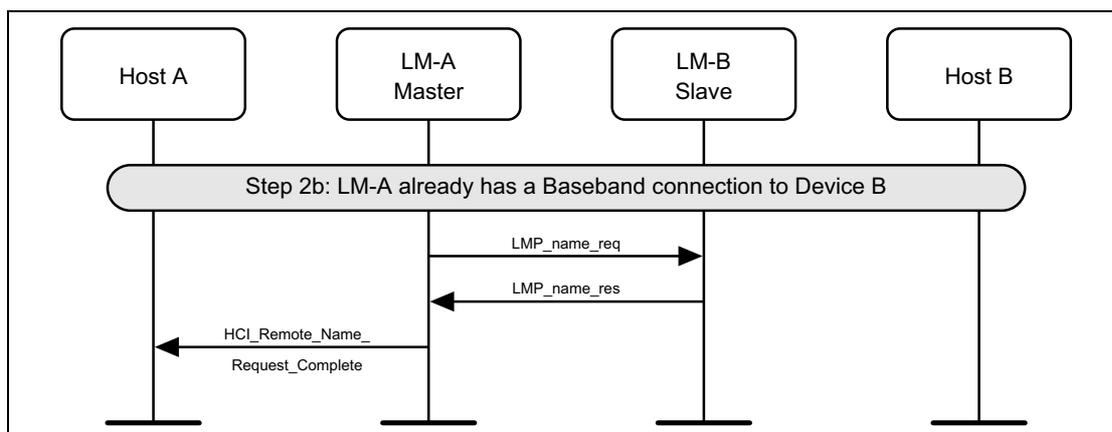 Host A
LM-A
Master
LM-B
Slave
Host B
Step 2b: LM-A already has a Baseband connection to Device B
LMP_name_req
LMP_name_res
HCI_Remote_Name_
Request_Complete